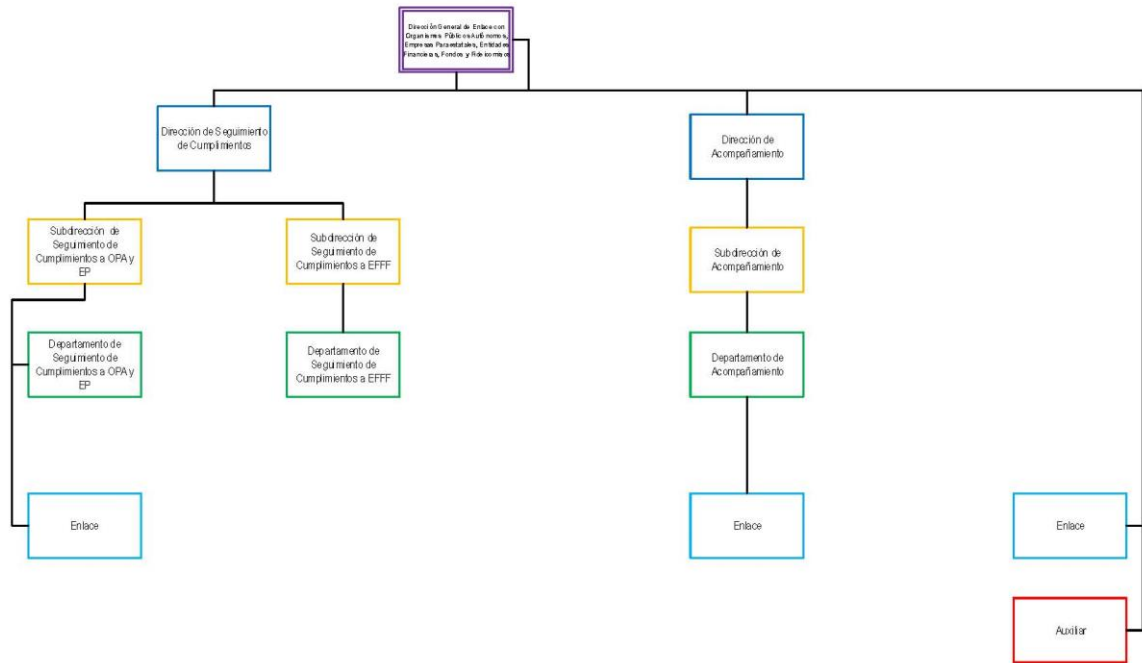 Dirección General de Enlace con
Organismos Públicos Autónomos,
Empresas Paraestatales, Entidades
Financieras, Fondos y Fideicomisos
Dirección de Seguimiento
de Cumplimientos
Dirección de
Acompañamiento
Subdirección de
Seguimiento de
Cumplimientos a OPA y
EP
Subdirección de
Seguimiento de
Cumplimientos a EFFF
Subdirección de
Acompañamiento
Departamento de
Seguimiento de
Cumplimientos a OPA y
EP
Departamento de
Seguimiento de
Cumplimientos a EFFF
Departamento de
Acompañamiento
Enlace
Enlace
Enlace
Auxiliar